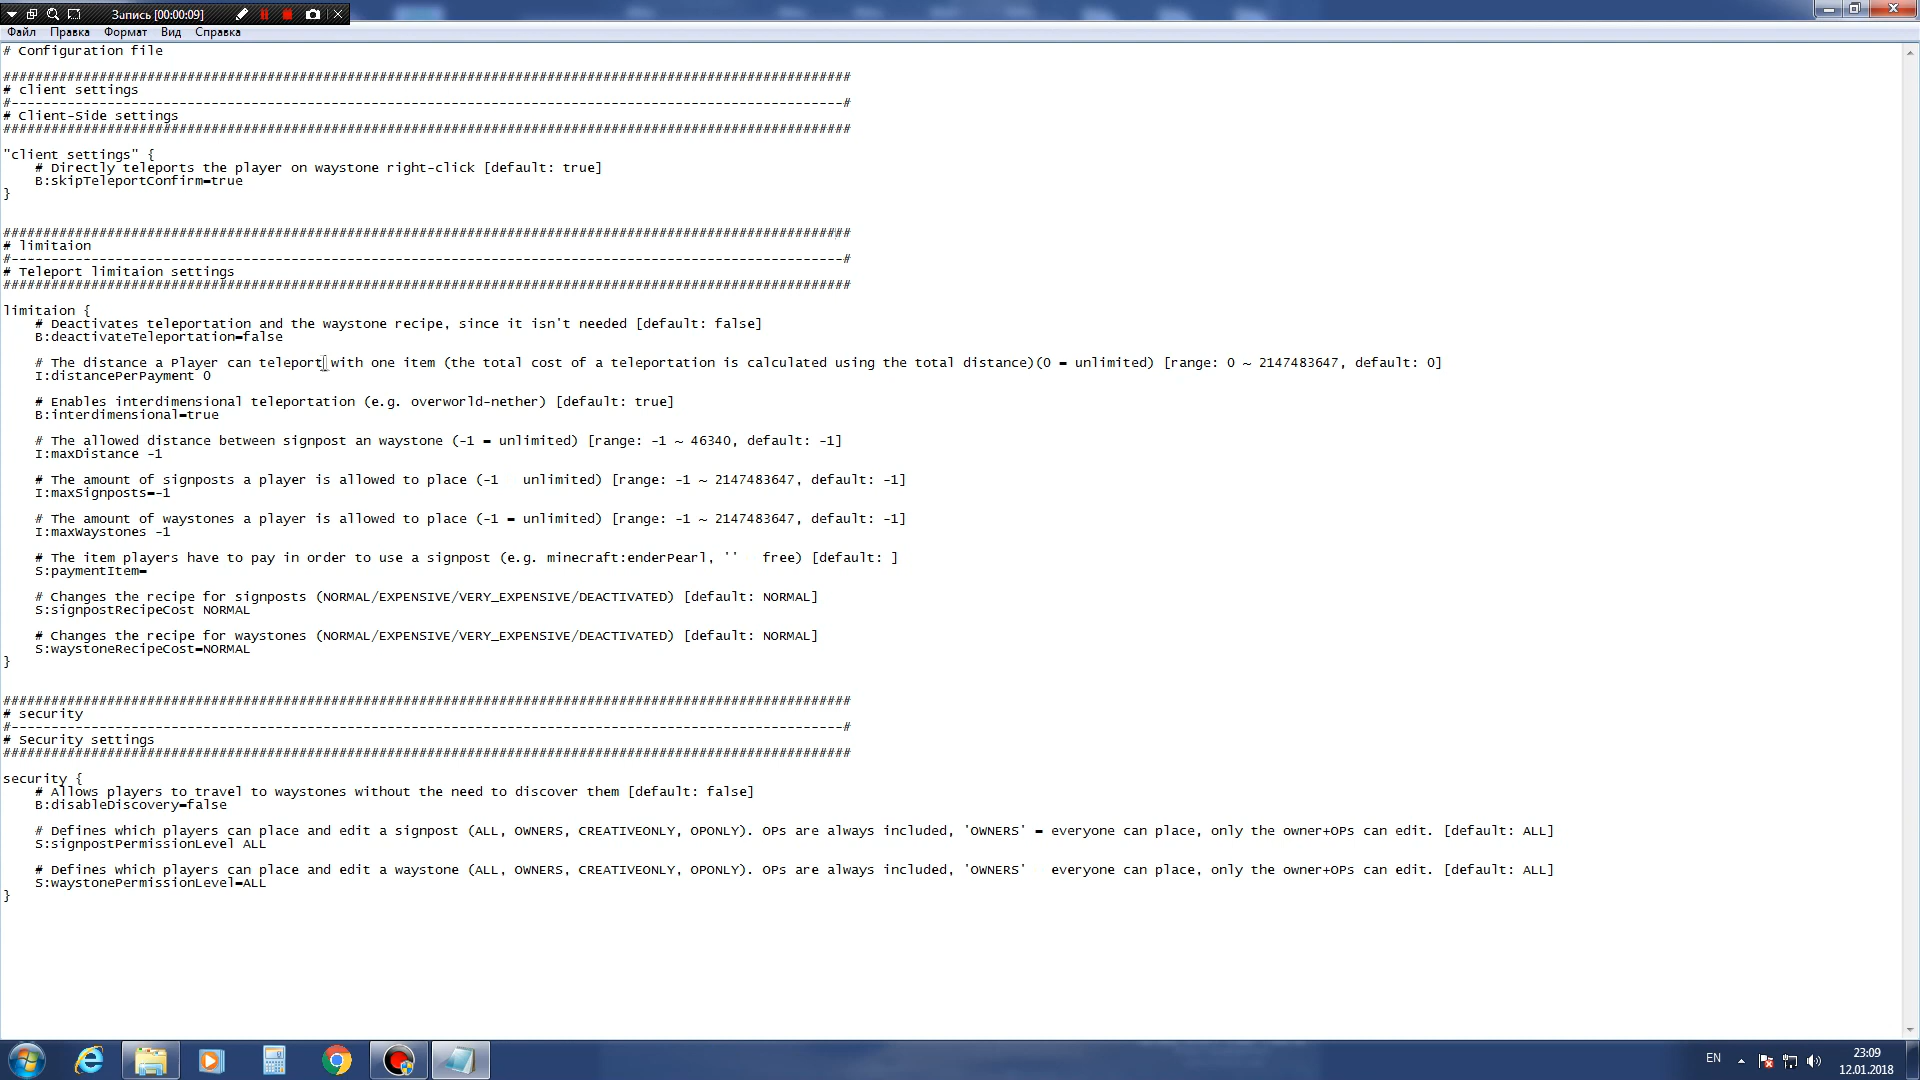 Запись [00:00:09]
Файл Правка Формат Вид Справка
# Configuration file
##########################################################################################################
# client settings
#--------------------------------------------------------------------------------------------------------#
# Client-Side settings
##########################################################################################################
"client settings" {
# Directly teleports the player on waystone right-click [default: true]
B:skipTeleportConfirm=true
}
##########################################################################################################
# limitaion
#--------------------------------------------------------------------------------------------------------#
# Teleport limitaion settings
##########################################################################################################
limitaion {
# Deactivates teleportation and the waystone recipe, since it isn't needed [default: false]
B:deactivateTeleportation=false
# The distance a Player can teleport with one item (the total cost of a teleportation is calculated using the total distance)(0 = unlimited) [range: 0 ~ 2147483647, default: 0]
I:distancePerPayment 0
# Enables interdimensional teleportation (e.g. overworld-nether) [default: true]
B:interdimensional=true
# The allowed distance between signpost an waystone (-1 = unlimited) [range: -1 ~ 46340, default: -1]
I:maxDistance -1
# The amount of signposts a player is allowed to place (-1   unlimited) [range: -1 ~ 2147483647, default: -1]
I:maxSignposts=-1
# The amount of waystones a player is allowed to place (-1 = unlimited) [range: -1 ~ 2147483647, default: -1]
I:maxWaystones -1
# The item players have to pay in order to use a signpost (e.g. minecraft:enderPearl, ''   free) [default: ]
S:paymentItem=
# Changes the recipe for signposts (NORMAL/EXPENSIVE/VERY_EXPENSIVE/DEACTIVATED) [default: NORMAL]
S:signpostRecipeCost NORMAL
# Changes the recipe for waystones (NORMAL/EXPENSIVE/VERY_EXPENSIVE/DEACTIVATED) [default: NORMAL]
S:waystoneRecipeCost=NORMAL
}
##########################################################################################################
# security
#--------------------------------------------------------------------------------------------------------#
# Security settings
##########################################################################################################
security {
# Allows players to travel to waystones without the need to discover them [default: false]
B:disableDiscovery=false
# Defines which players can place and edit a signpost (ALL, OWNERS, CREATIVEONLY, OPONLY). OPs are always included, 'OWNERS' = everyone can place, only the owner+OPs can edit. [default: ALL]
S:signpostPermissionLevel ALL
# Defines which players can place and edit a waystone (ALL, OWNERS, CREATIVEONLY, OPONLY). OPs are always included, 'OWNERS'   everyone can place, only the owner+OPs can edit. [default: ALL]
S:waystonePermissionLevel=ALL
}
EN
23:09
12.01.2018